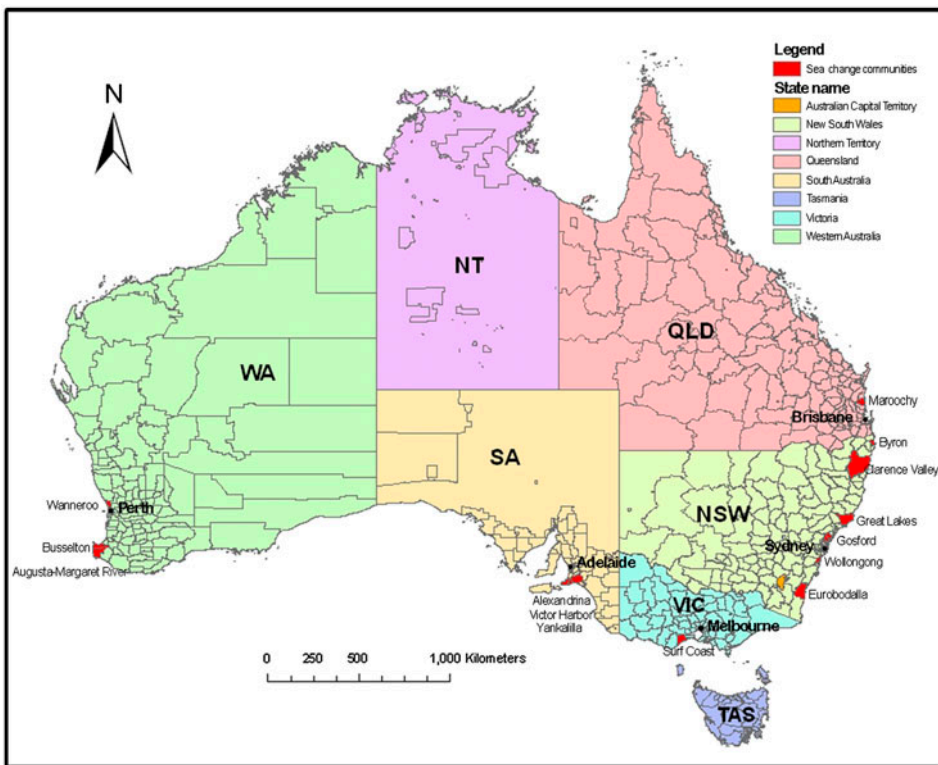 Legend
Sea change communities
State name
Australian Capital Territory
New South Wales
Northern Territory
Queensland
South Australia
Tasmania
Victoria
Western Australia
N
NT
QLD
WA
Maroochy
Brisbane
Byron
SA
Clarence Valley
Wanneroo
Perth
NSW
Great Lakes
Gosford
Busselton
Sydney
Wollongong
Augusta-Margaret River
Adelaide
Eurobodalla
Alexandrina
Victor Harbor
Yankalilla
VIC
Melbourne
Surf Coast
0 250 500 1,000 Kilometers
TAS